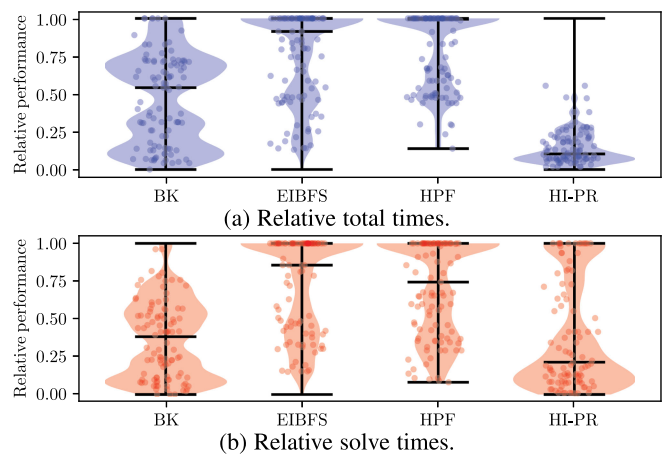 Relative performance
1.00
0.75
0.50
0.25
0.00
BK EIBFS HPF HI-PR
(a) Relative total times.
Relative performance
1.00
0.75
0.50
0.25
0.00
BK EIBFS HPF HI-PR
(b) Relative solve times.